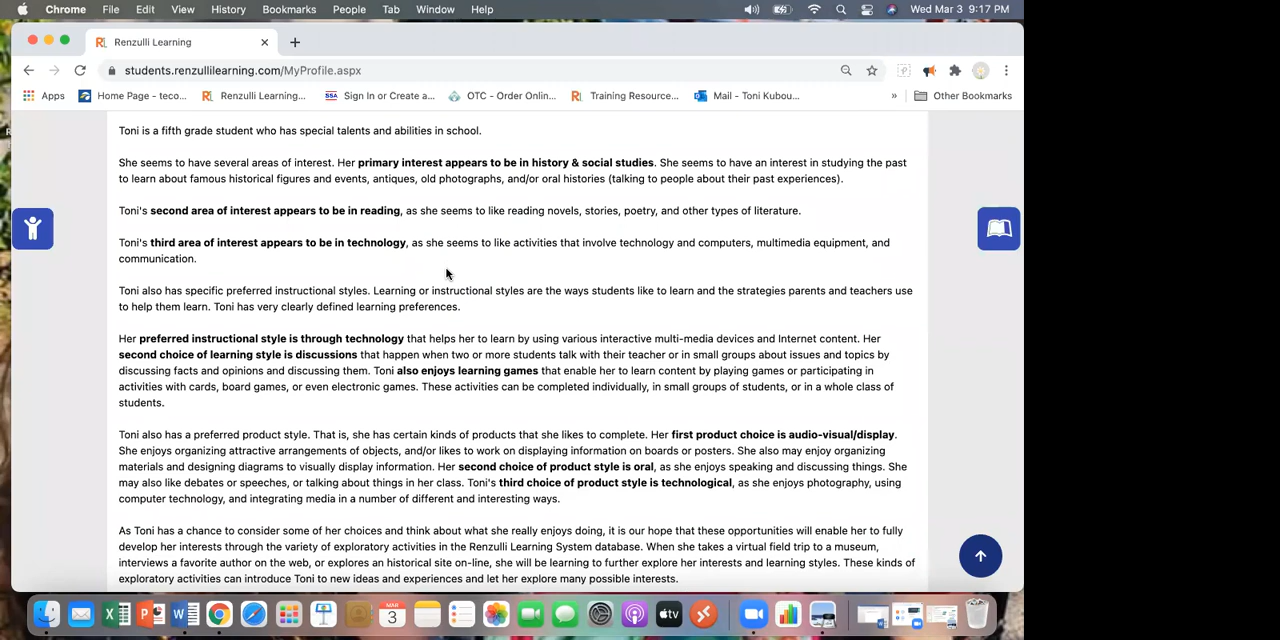 Chrome File Edit View History Bookmarks People Tab Window Help Wed Mar 3 9:17 PM
Renzulli Learning
students.renzullilearning.com/MyProfile.aspx
Apps Home Page - teco... Renzulli Learning... Sign In or Create a... OTC - Order Onlin... Training Resource... Mail - Toni Kubou... » Other Bookmarks
Toni is a fifth grade student who has special talents and abilities in school.
She seems to have several areas of interest. Her primary interest appears to be in history & social studies. She seems to have an interest in studying the past
to learn about famous historical figures and events, antiques, old photographs, and/or oral histories (talking to people about their past experiences).
Toni's second area of interest appears to be in reading, as she seems to like reading novels, stories, poetry, and other types of literature.
Toni's third area of interest appears to be in technology, as she seems to like activities that involve technology and computers, multimedia equipment, and
communication.
Toni also has specific preferred instructional styles. Learning or instructional styles are the ways students like to learn and the strategies parents and teachers use
to help them learn. Toni has very clearly defined learning preferences.
Her preferred instructional style is through technology that helps her to learn by using various interactive multi-media devices and Internet content. Her
second choice of learning style is discussions that happen when two or more students talk with their teacher or in small groups about issues and topics by
discussing facts and opinions and discussing them. Toni also enjoys learning games that enable her to learn content by playing games or participating in
activities with cards, board games, or even electronic games. These activities can be completed individually, in small groups of students, or in a whole class of
students.
Toni also has a preferred product style. That is, she has certain kinds of products that she likes to complete. Her first product choice is audio-visual/display.
She enjoys organizing attractive arrangements of objects, and/or likes to work on displaying information on boards or posters. She also may enjoy organizing
materials and designing diagrams to visually display information. Her second choice of product style is oral, as she enjoys speaking and discussing things. She
may also like debates or speeches, or talking about things in her class. Toni's third choice of product style is technological, as she enjoys photography, using
computer technology, and integrating media in a number of different and interesting ways.
As Toni has a chance to consider some of her choices and think about what she really enjoys doing, it is our hope that these opportunities will enable her to fully
develop her interests through the variety of exploratory activities in the Renzulli Learning System database. When she takes a virtual field trip to a museum,
interviews a favorite author on the web, or explores an historical site on-line, she will be learning to further explore her interests and learning styles. These kinds of
exploratory activities can introduce Toni to new ideas and experiences and let her explore many possible interests.
MAR
3
tv